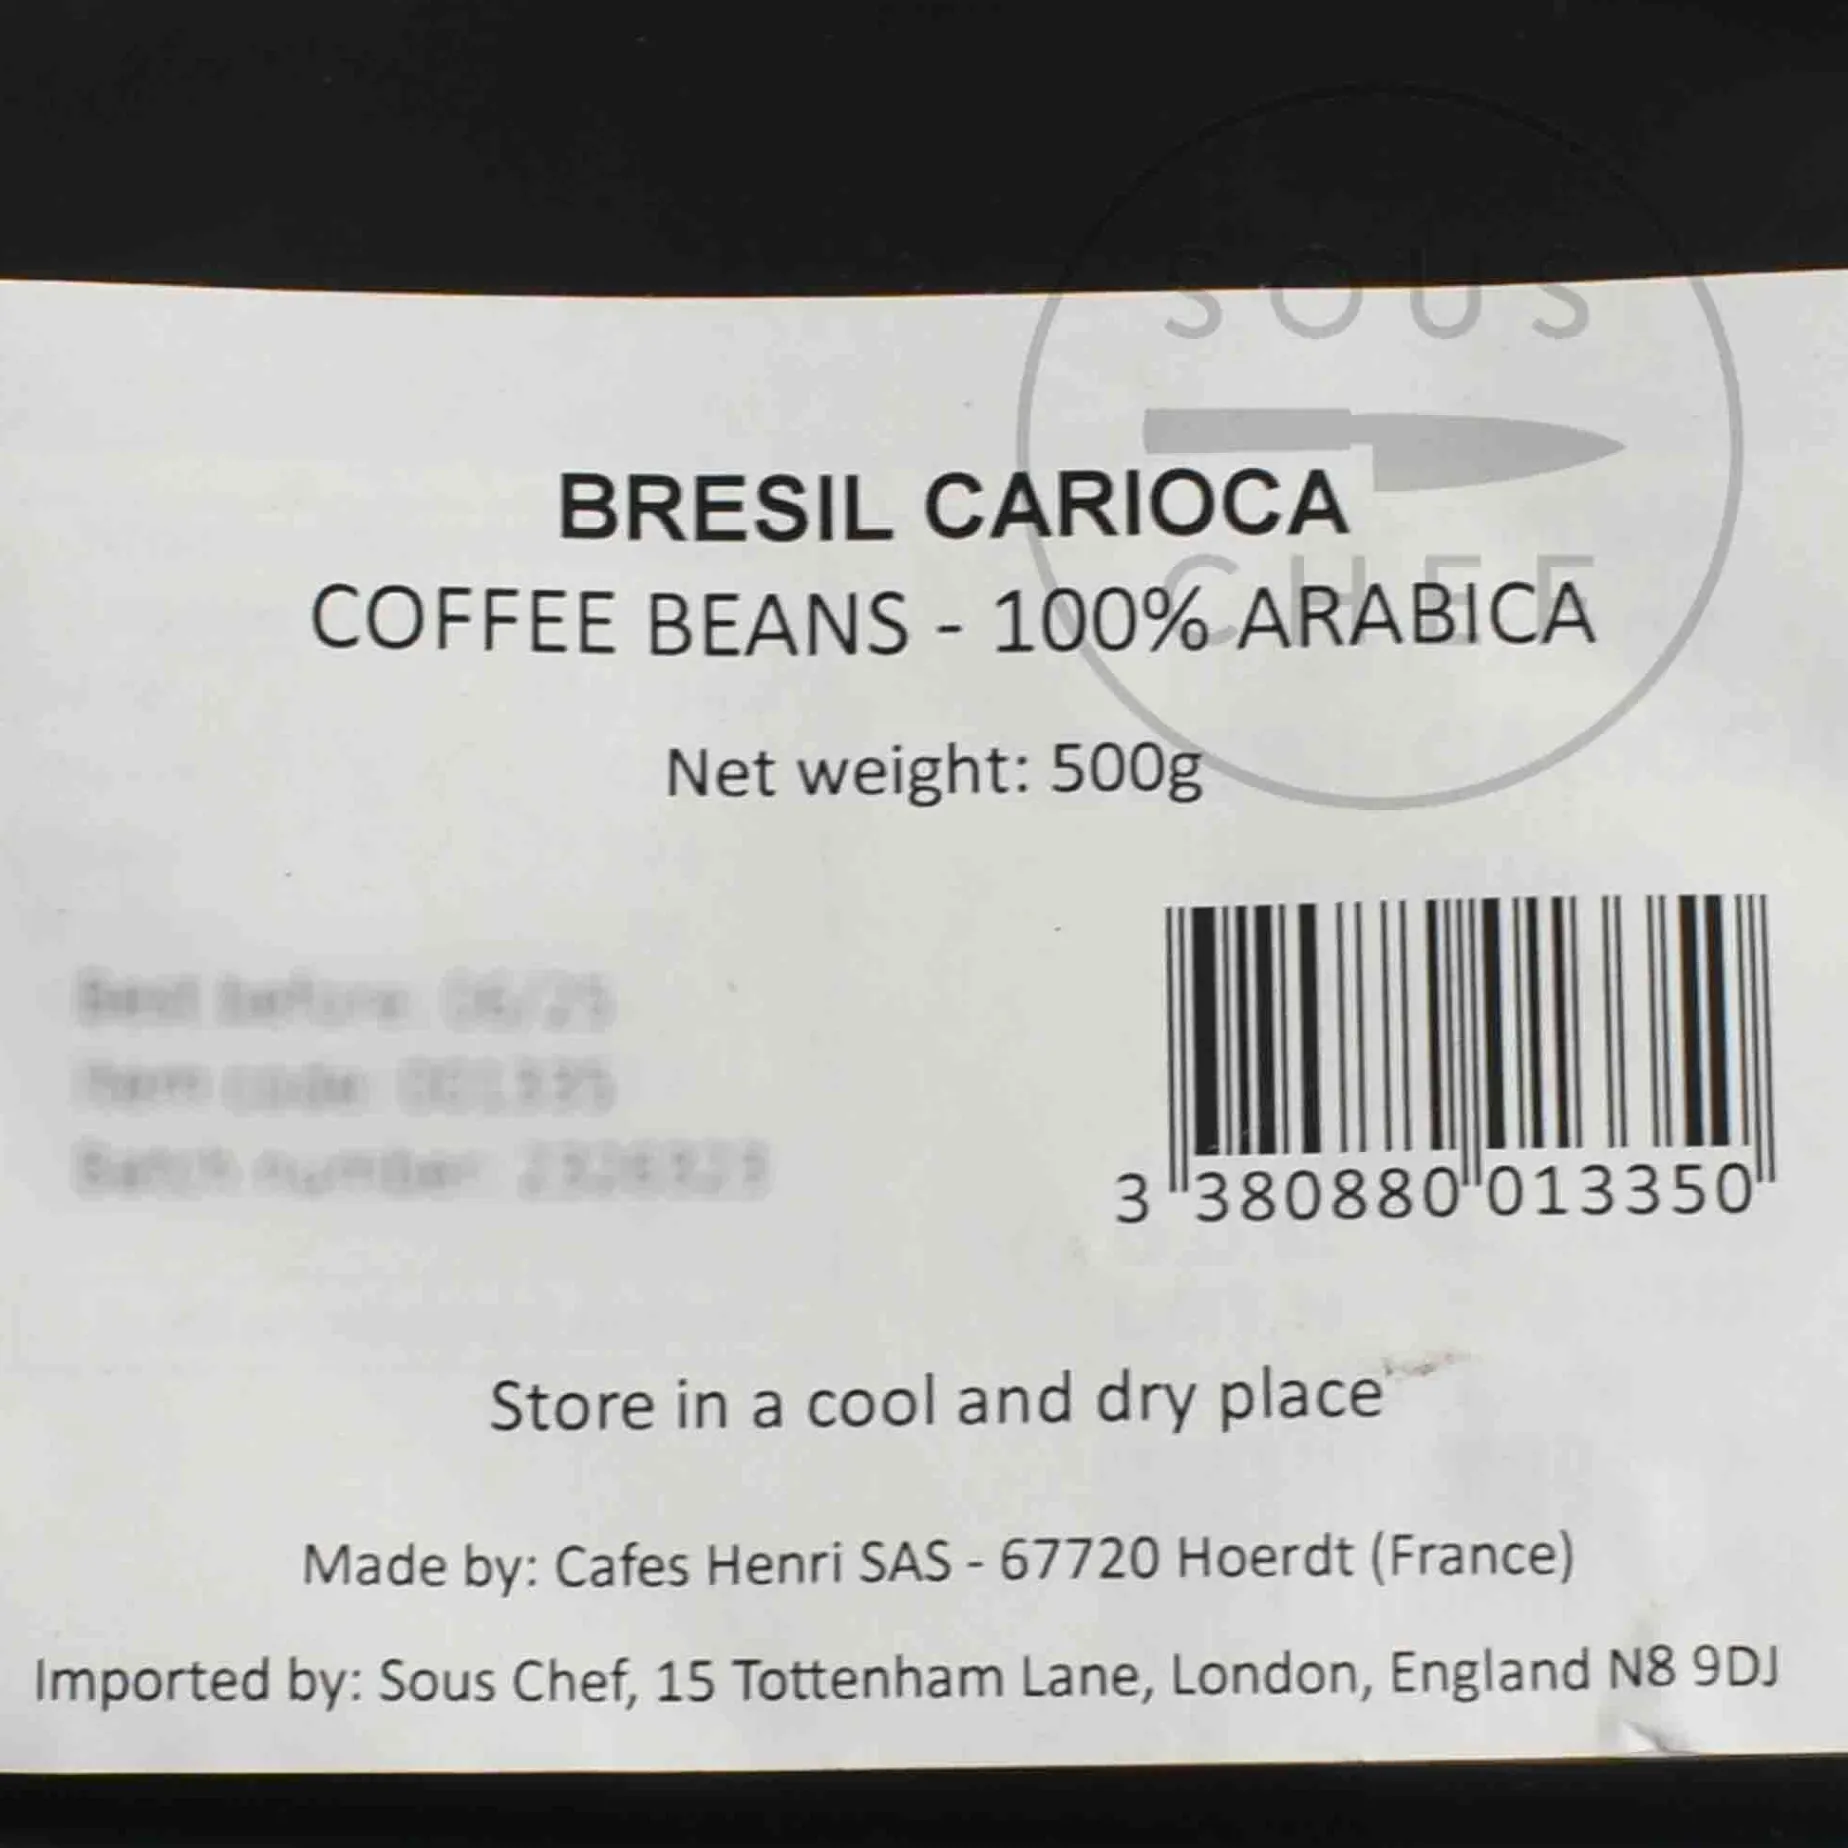 SOUS
CHEF
BRESIL CARIOCA
COFFEE BEANS - 100% ARABICA
Net weight: 500g
3 380880 013350
Store in a cool and dry place
Made by: Cafes Henri SAS - 67720 Hoerdt (France)
Imported by: Sous Chef, 15 Tottenham Lane, London, England N8 9DJ